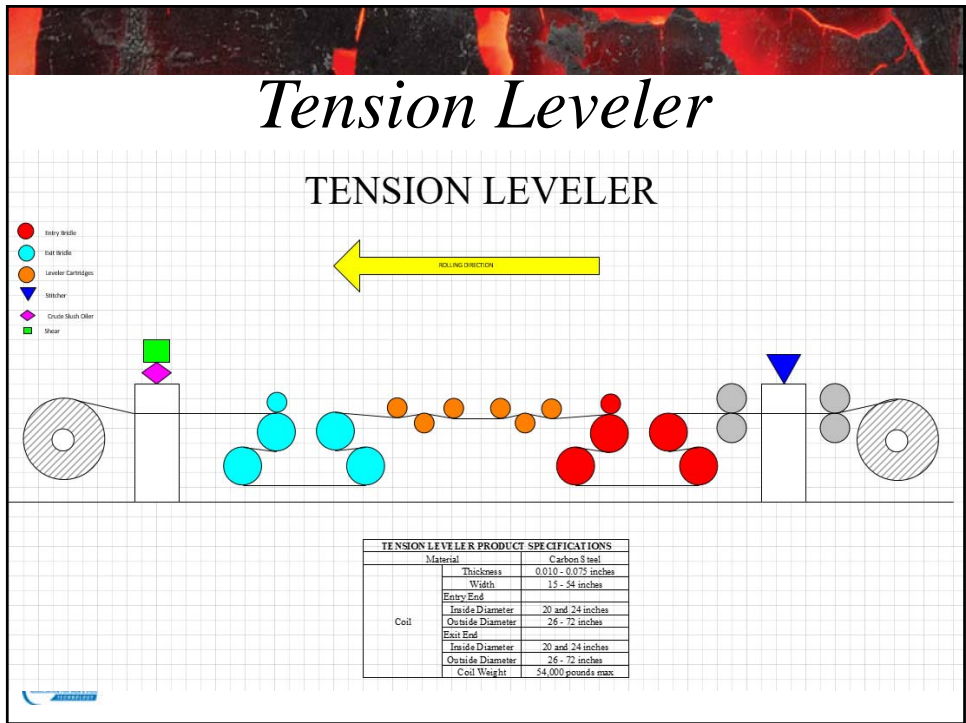 Tension Leveler
TENSION LEVELER
Entry Bridle
Exit Bridle
Leveler Cartridges
Stitcher
Crude Slush Oiler
Shear
ROLLING DIRECTION
TENSION LEVELER PRODUCT SPECIFICATIONS
Material Carbon Steel
Coil
Thickness 0.010 - 0.075 inches
Width 15 - 54 inches
Entry End
Inside Diameter 20 and 24 inches
Outside Diameter 26 - 72 inches
Exit End
Inside Diameter 20 and 24 inches
Outside Diameter 26 - 72 inches
Coil Weight 54,000 pounds max
TECHNOLOGY